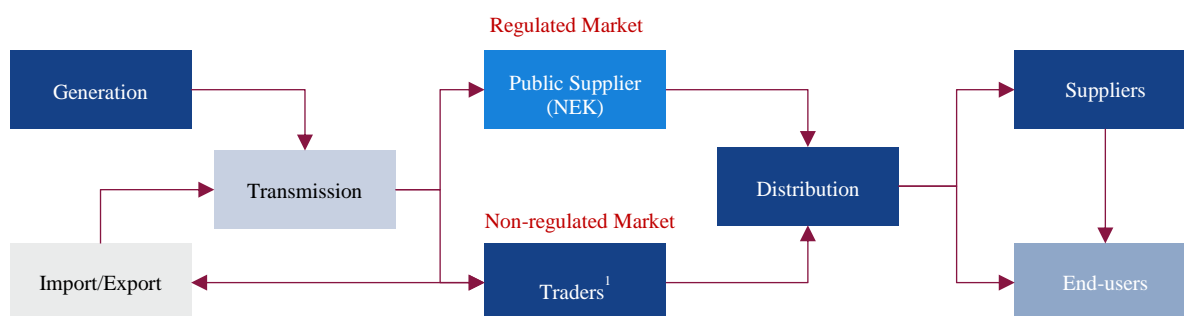 Regulated Market
Generation
Public Supplier
(NEK)
Suppliers
Transmission
Distribution
Non-regulated Market
Import/Export
Traders¹
End-users